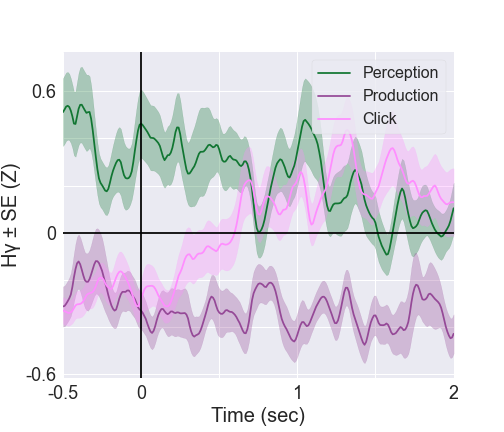 Perception
Production
Click
Hγ ± SE (Z)
0.6
0
-0.6
-0.5
0
1
2
Time (sec)